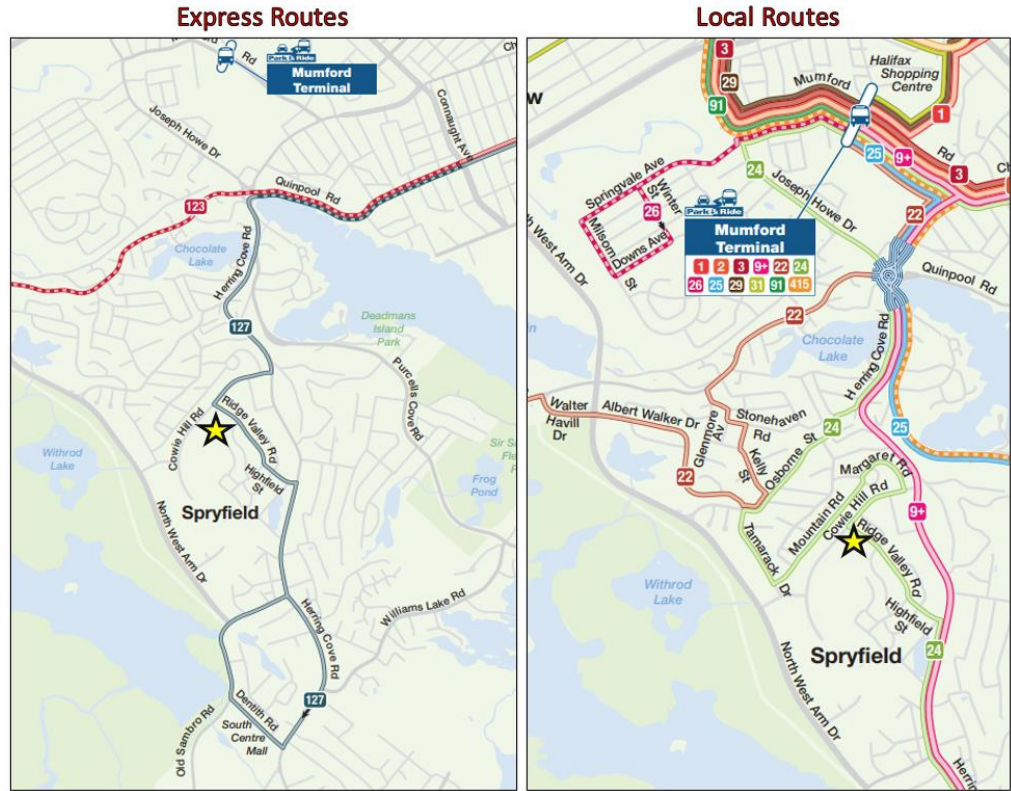 Express Routes
Rd
Park & Ride
Mumford
Terminal
Joseph Howe Dr
Connaught Ave
Quinpool Rd
123
Chocolate
Lake
Herring Cove Rd
127
Deadmans
Island
Park
Purcells Cove Rd
Cowie Hill Rd
Ridge Valley Rd
Withrod
Lake
Highfield
St
Frog
Pond
Spryfield
North West Arm Dr
Williams Lake Rd
Herring Cove Rd
127
Dentith Rd
South
Centre
Mall
Old Sambro Rd
Local Routes
3
29
91
Mumford
Rd
Halifax
Shopping
Centre
1
25
9+
3
24
Springvale Ave
Winter
St
26
Milsom
St
Downs Ave
Joseph Howe Dr
Park & Ride
Mumford
Terminal
1 2 3 9+ 22 24
26 25 29 31 91 415
22
Quinpool Rd
North West Arm Dr
22
Chocolate
Lake
Herring Cove Rd
Walter
Havill
Dr
Albert Walker Dr
Glenmore
Av
Stonehaven
Rd
Kelly
St
24
25
22
Osborne St
Margaret Rd
Mountain Rd
Cowie Hill Rd
9+
Ridge Valley Rd
Tamarack
Dr
Withrod
Lake
Highfield
St
24
Spryfield
North West Arm Dr